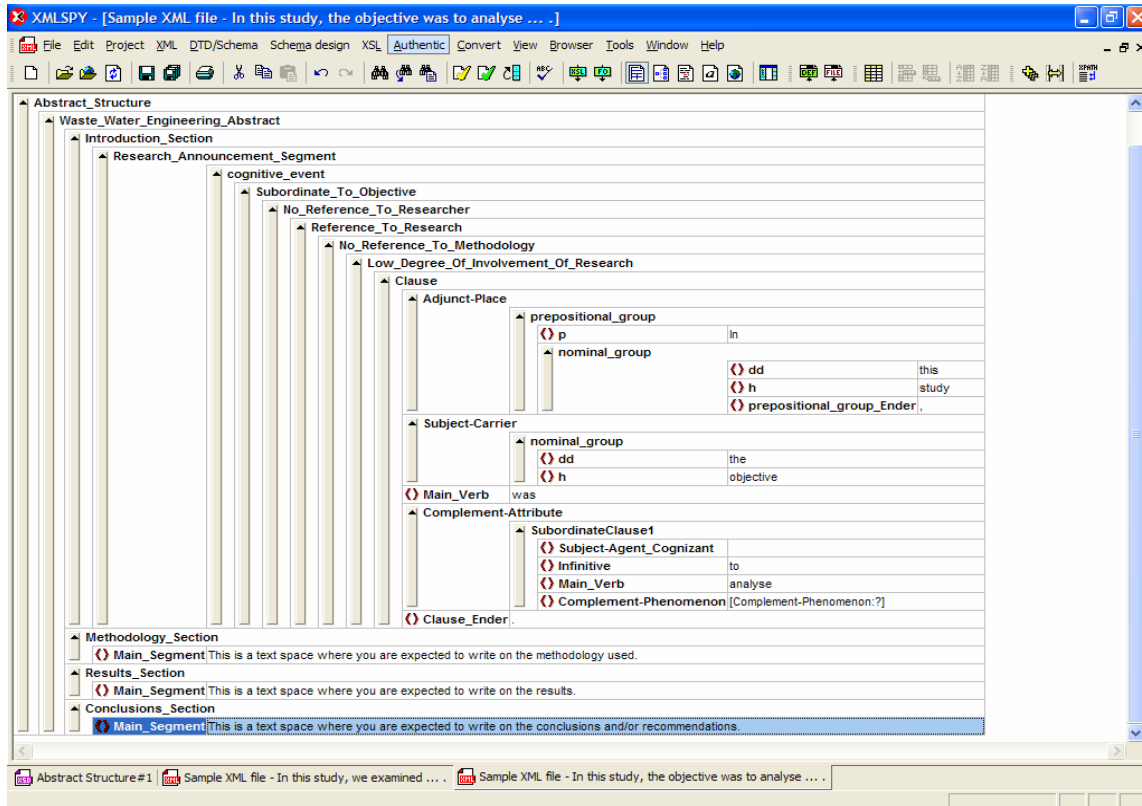 XMLSPY - [Sample XML file - In this study, the objective was to analyse ... .]
File Edit Project XML DTD/Schema Schema design XSL Authentic Convert View Browser Tools Window Help
Abstract_Structure
Waste_Water_Engineering_Abstract
Introduction_Section
Research_Announcement_Segment
cognitive_event
Subordinate_To_Objective
No_Reference_To_Researcher
Reference_To_Research
No_Reference_To_Methodology
Low_Degree_Of_Involvement_Of_Research
Clause
Adjunct-Place
prepositional_group
p In
nominal_group
dd this
h study
prepositional_group_Ender ,
Subject-Carrier
nominal_group
dd the
h objective
Main_Verb was
Complement-Attribute
SubordinateClause1
Subject-Agent_Cognizant
Infinitive to
Main_Verb analyse
Complement-Phenomenon [Complement-Phenomenon:?]
Clause_Ender .
Methodology_Section
Main_Segment This is a text space where you are expected to write on the methodology used.
Results_Section
Main_Segment This is a text space where you are expected to write on the results.
Conclusions_Section
Main_Segment This is a text space where you are expected to write on the conclusions and/or recommendations.
Abstract Structure#1 Sample XML file - In this study, we examined ... . Sample XML file - In this study, the objective was to analyse ... .